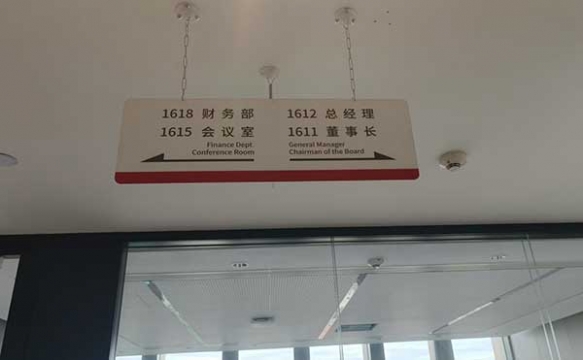 1618 财务部
1615 会议室
Finance Dept
Conference Room
1612 总经理
1611 董事长
General Manager
Chairman of the Board